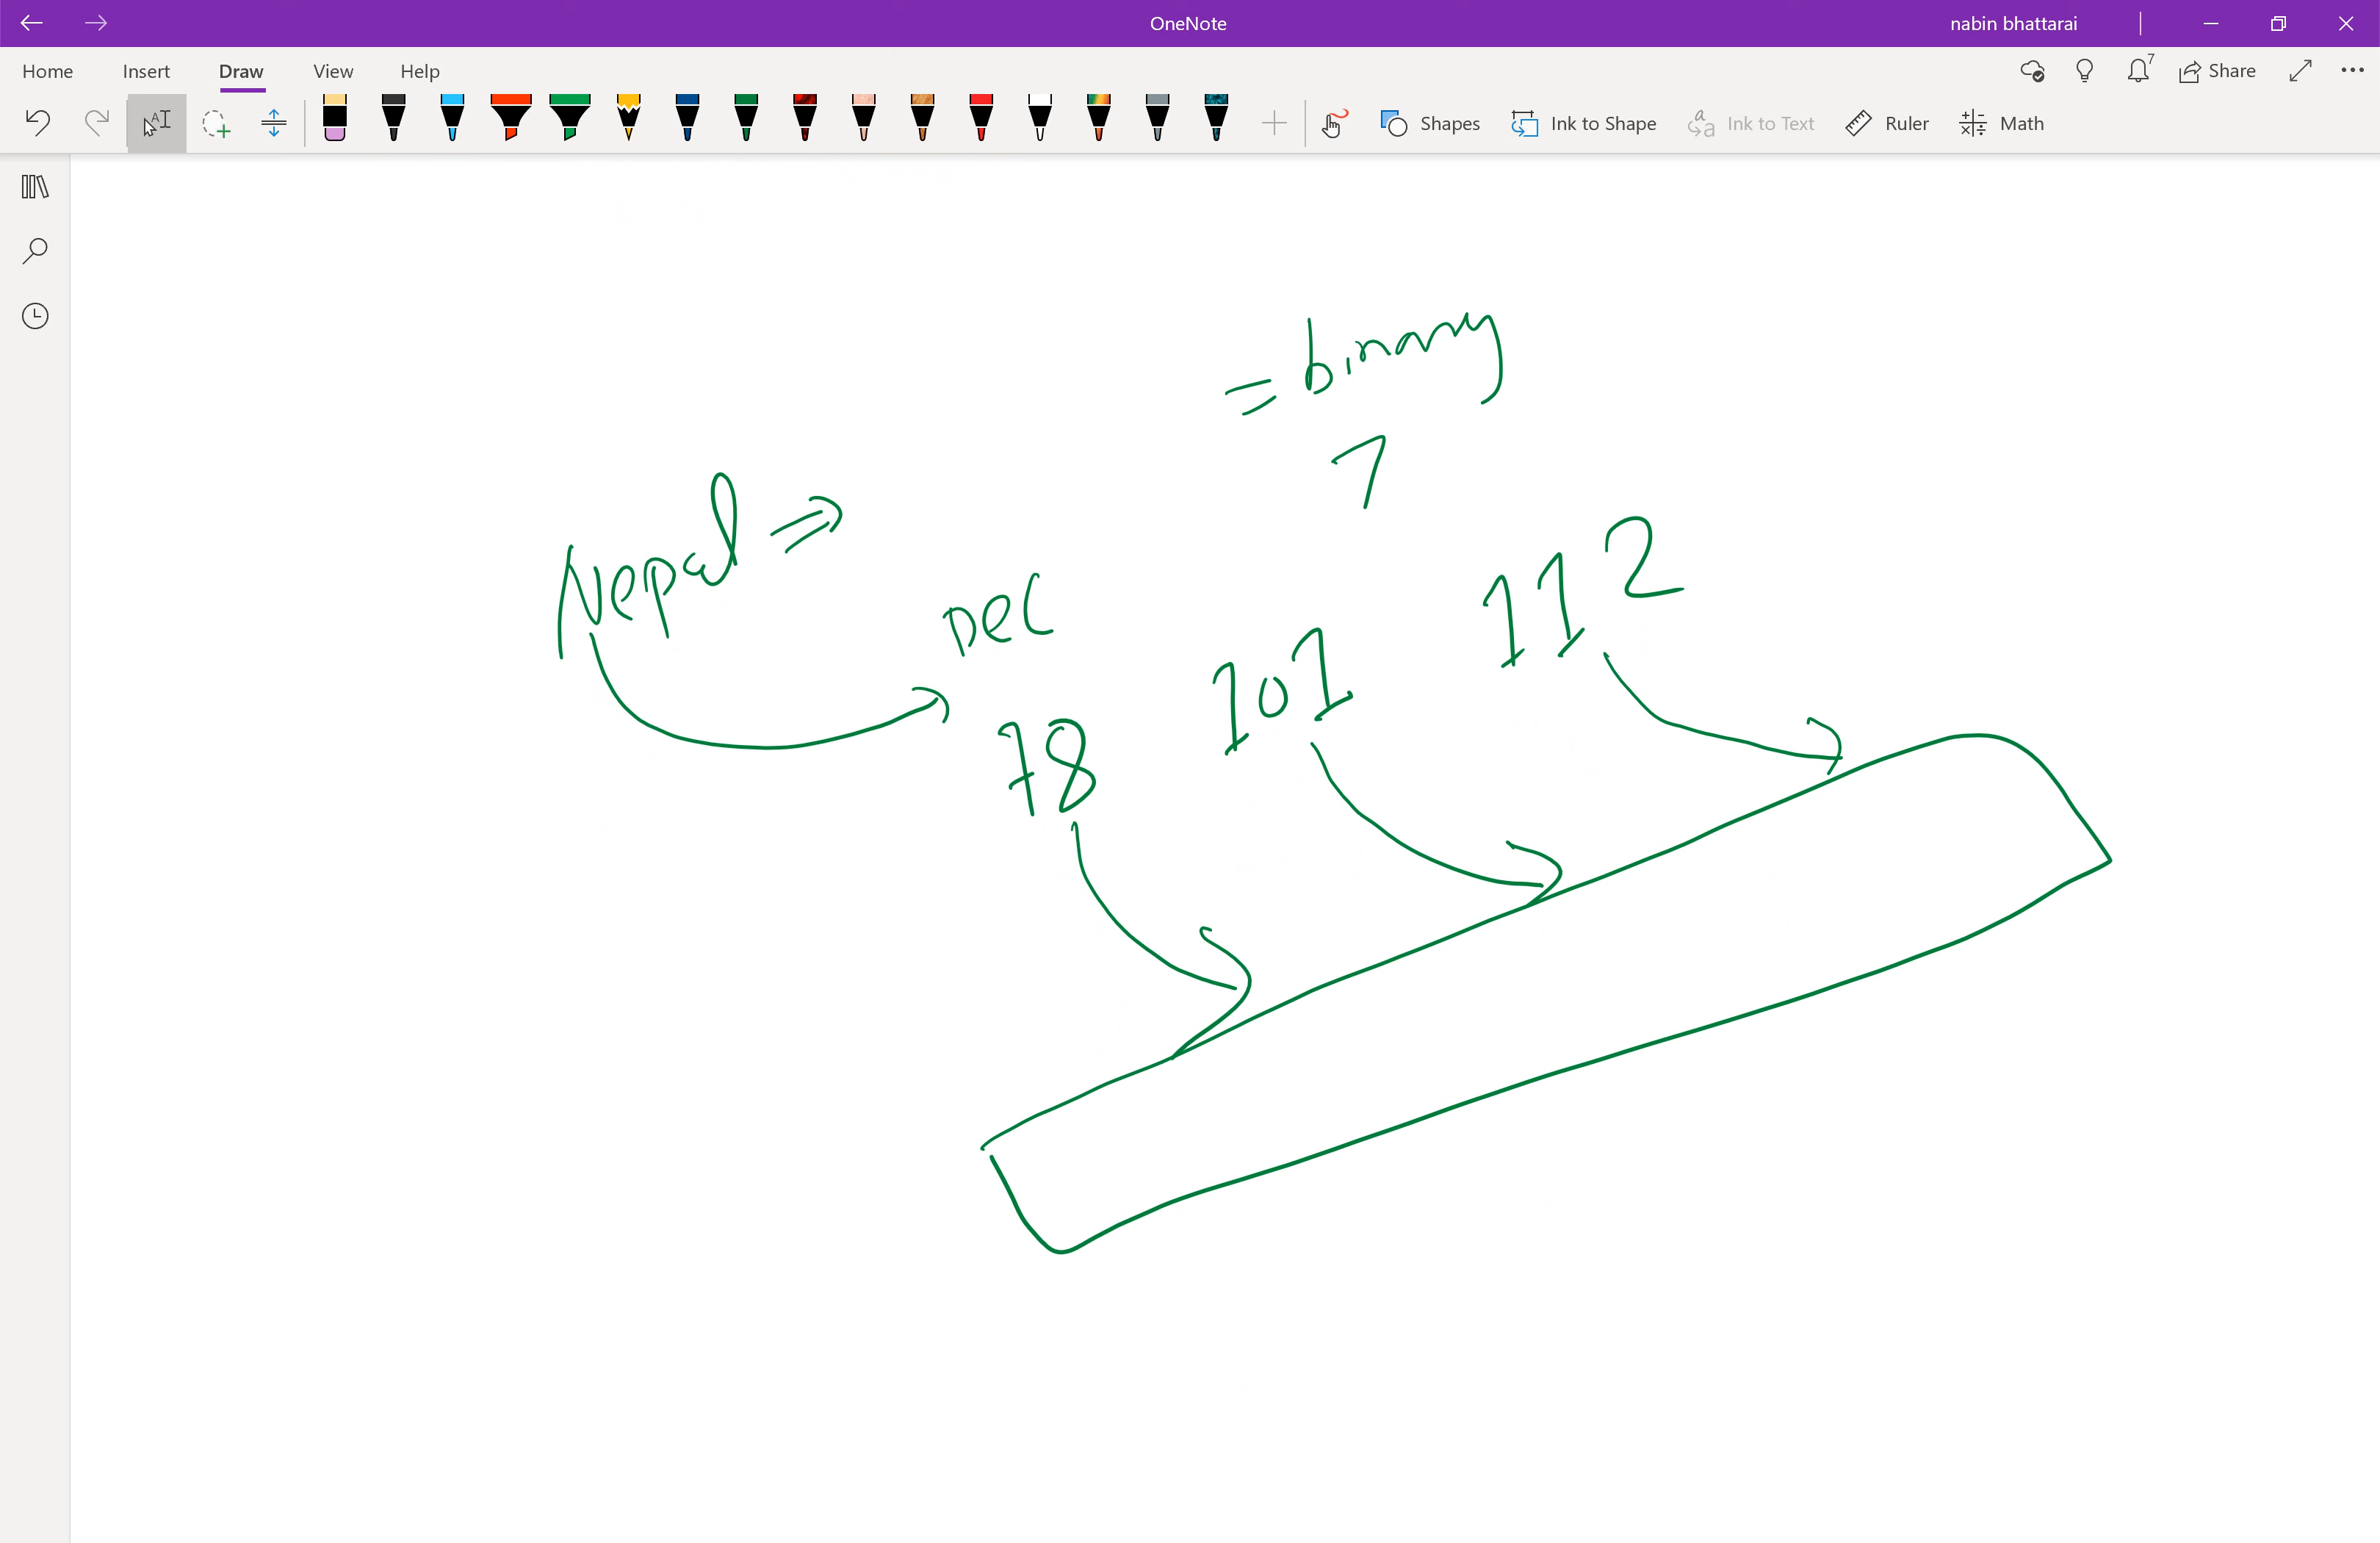 OneNote
nabin bhattarai
Home Insert Draw View Help
7 Share
Shapes Ink to Shape Ink to Text Ruler Math
= binary
1
Nepal ⇒
DEC
78 101 112